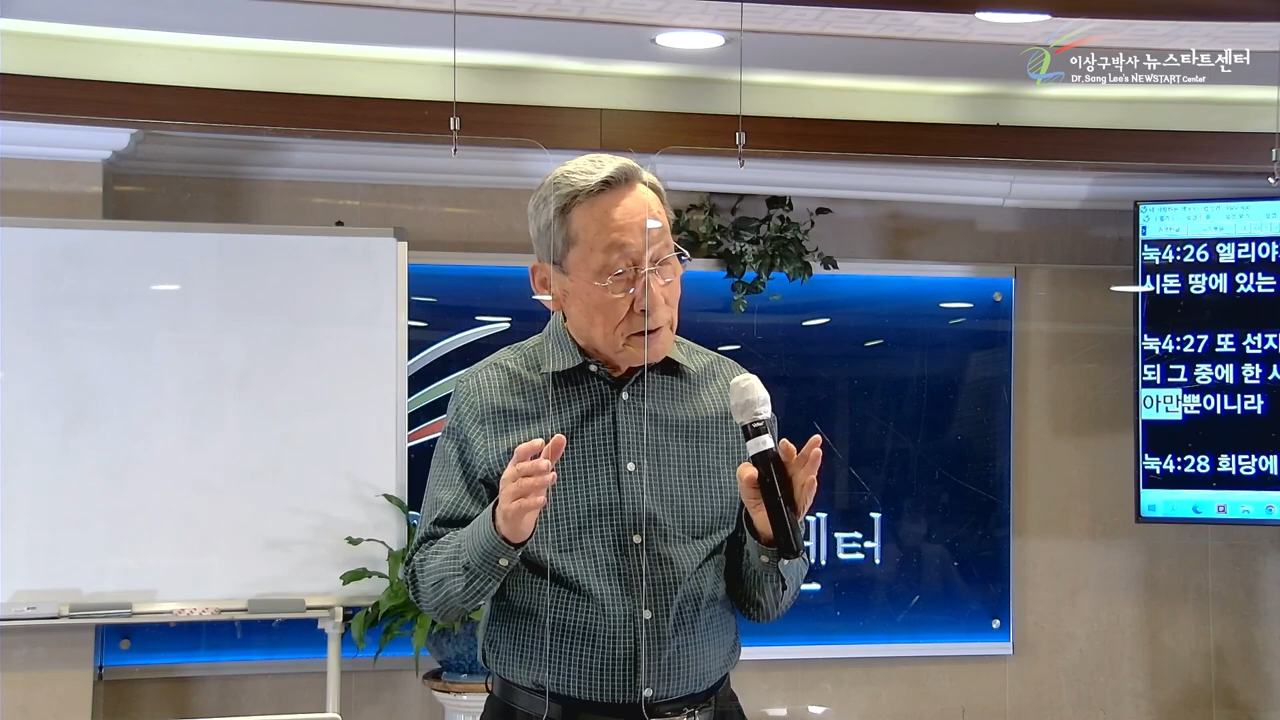 이상구박사 뉴스타트센터
Dr. Sang Lee's NEWSTART Center
눅4:26 엘리야
시돈 땅에 있는
눅4:27 또 선지
되 그 중에 한 사
아만뿐이니라
눅4:28 회당에
센터